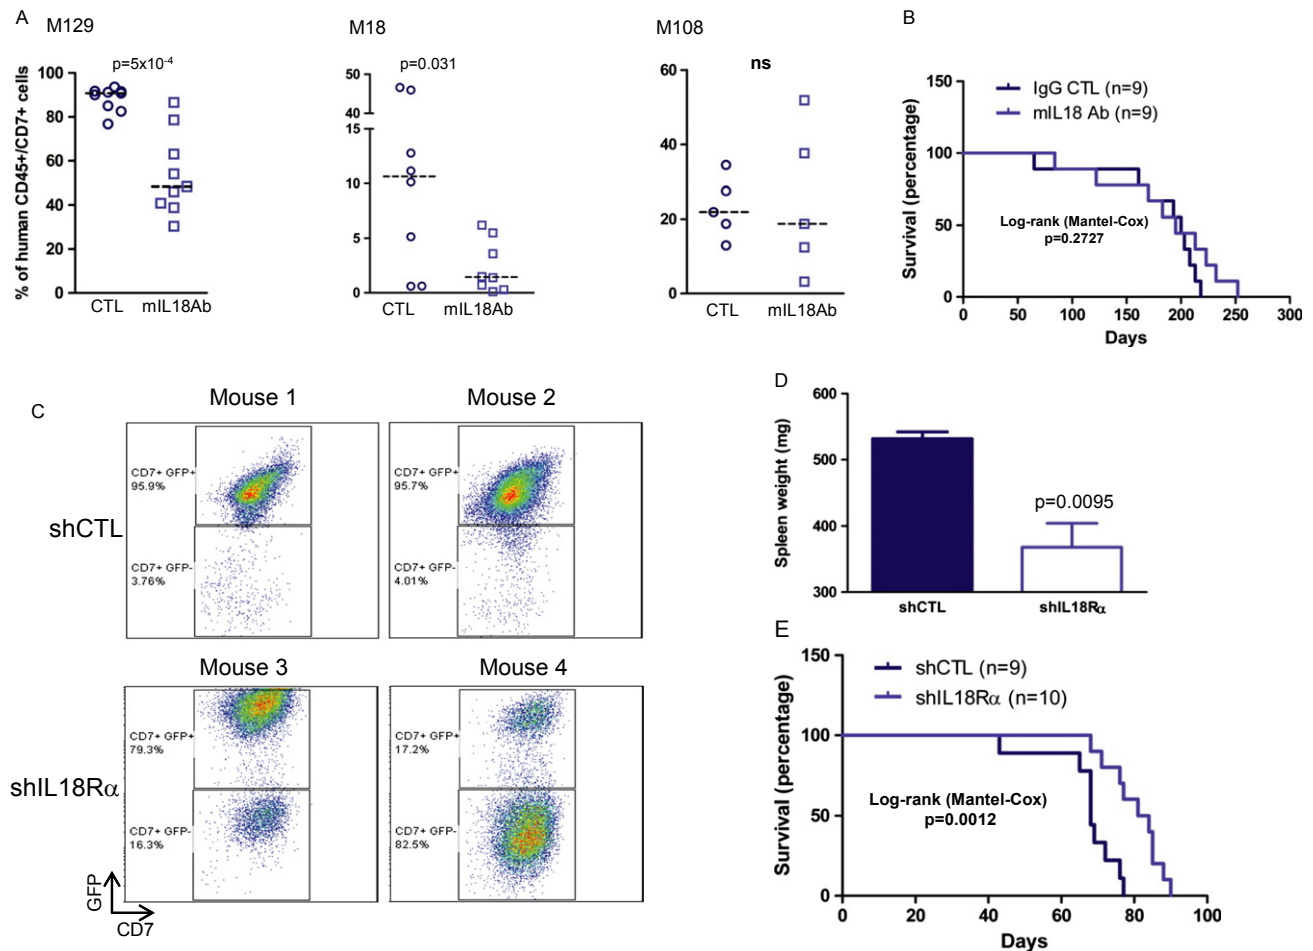 A
M129
M18
M108
B
% of human CD45+/CD7+ cells
p=5x10⁻⁴
100
80
60
40
20
0
CTL
mIL18Ab
p=0.031
50
40
15
10
5
0
CTL
mIL18Ab
ns
60
40
20
0
CTL
mIL18Ab
Survival (percentage)
150
100
50
0
IgG CTL (n=9)
mIL18 Ab (n=9)
Log-rank (Mantel-Cox)
p=0.2727
0 50 100 150 200 250 300
Days
C
Mouse 1
Mouse 2
shCTL
CD7+ GFP+
95.9%
CD7+ GFP-
3.76%
CD7+ GFP+
95.7%
CD7+ GFP-
4.01%
Mouse 3
Mouse 4
shIL18Rα
CD7+ GFP+
79.3%
CD7+ GFP-
16.3%
CD7+ GFP+
17.2%
CD7+ GFP-
82.5%
GFP
CD7
D
Spleen weight (mg)
600
500
400
300
p=0.0095
shCTL
shIL18Rα
E
shCTL (n=9)
shIL18Rα (n=10)
Survival (percentage)
150
100
50
0
Log-rank (Mantel-Cox)
p=0.0012
0 20 40 60 80 100
Days